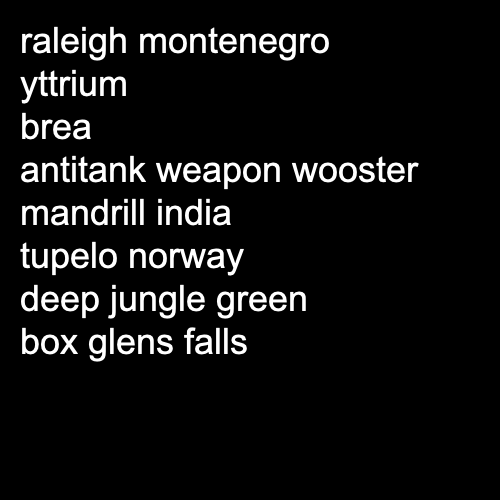 raleigh montenegro
yttrium
brea
antitank weapon wooster
mandrill india
tupelo norway
deep jungle green
box glens falls